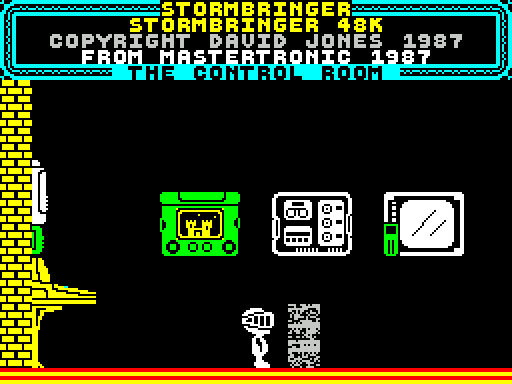 STORMBRINGER
STORMBRINGER 48K
COPYRIGHT DAVID JONES 1987
FROM MASTERTRONIC 1987
THE CONTROL ROOM